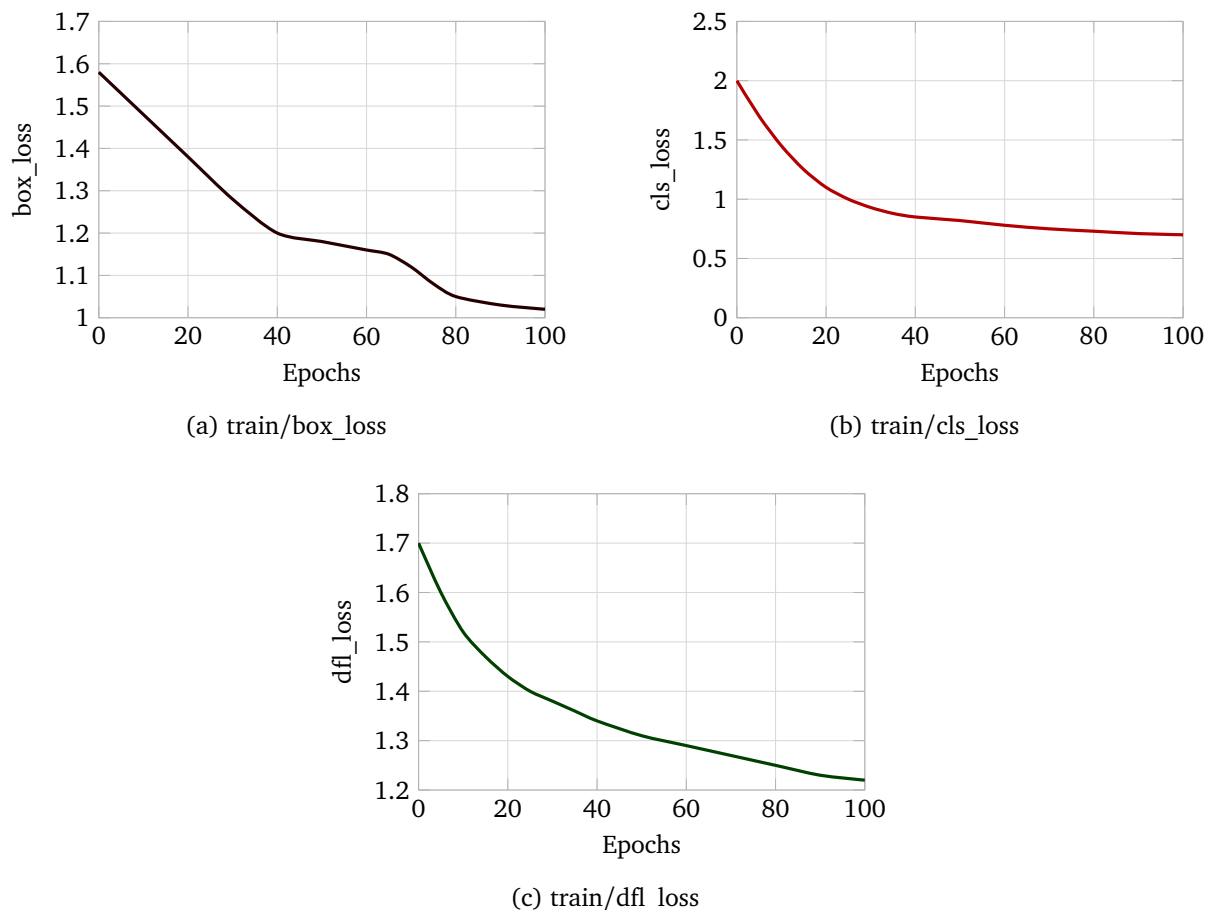 1.7
1.6
1.5
1.4
1.3
1.2
1.1
1
box_loss
0 20 40 60 80 100
Epochs
(a) train/box_loss
2.5
2
1.5
1
0.5
0
cls_loss
0 20 40 60 80 100
Epochs
(b) train/cls_loss
1.8
1.7
1.6
1.5
1.4
1.3
1.2
dfl_loss
0 20 40 60 80 100
Epochs
(c) train/dfl loss